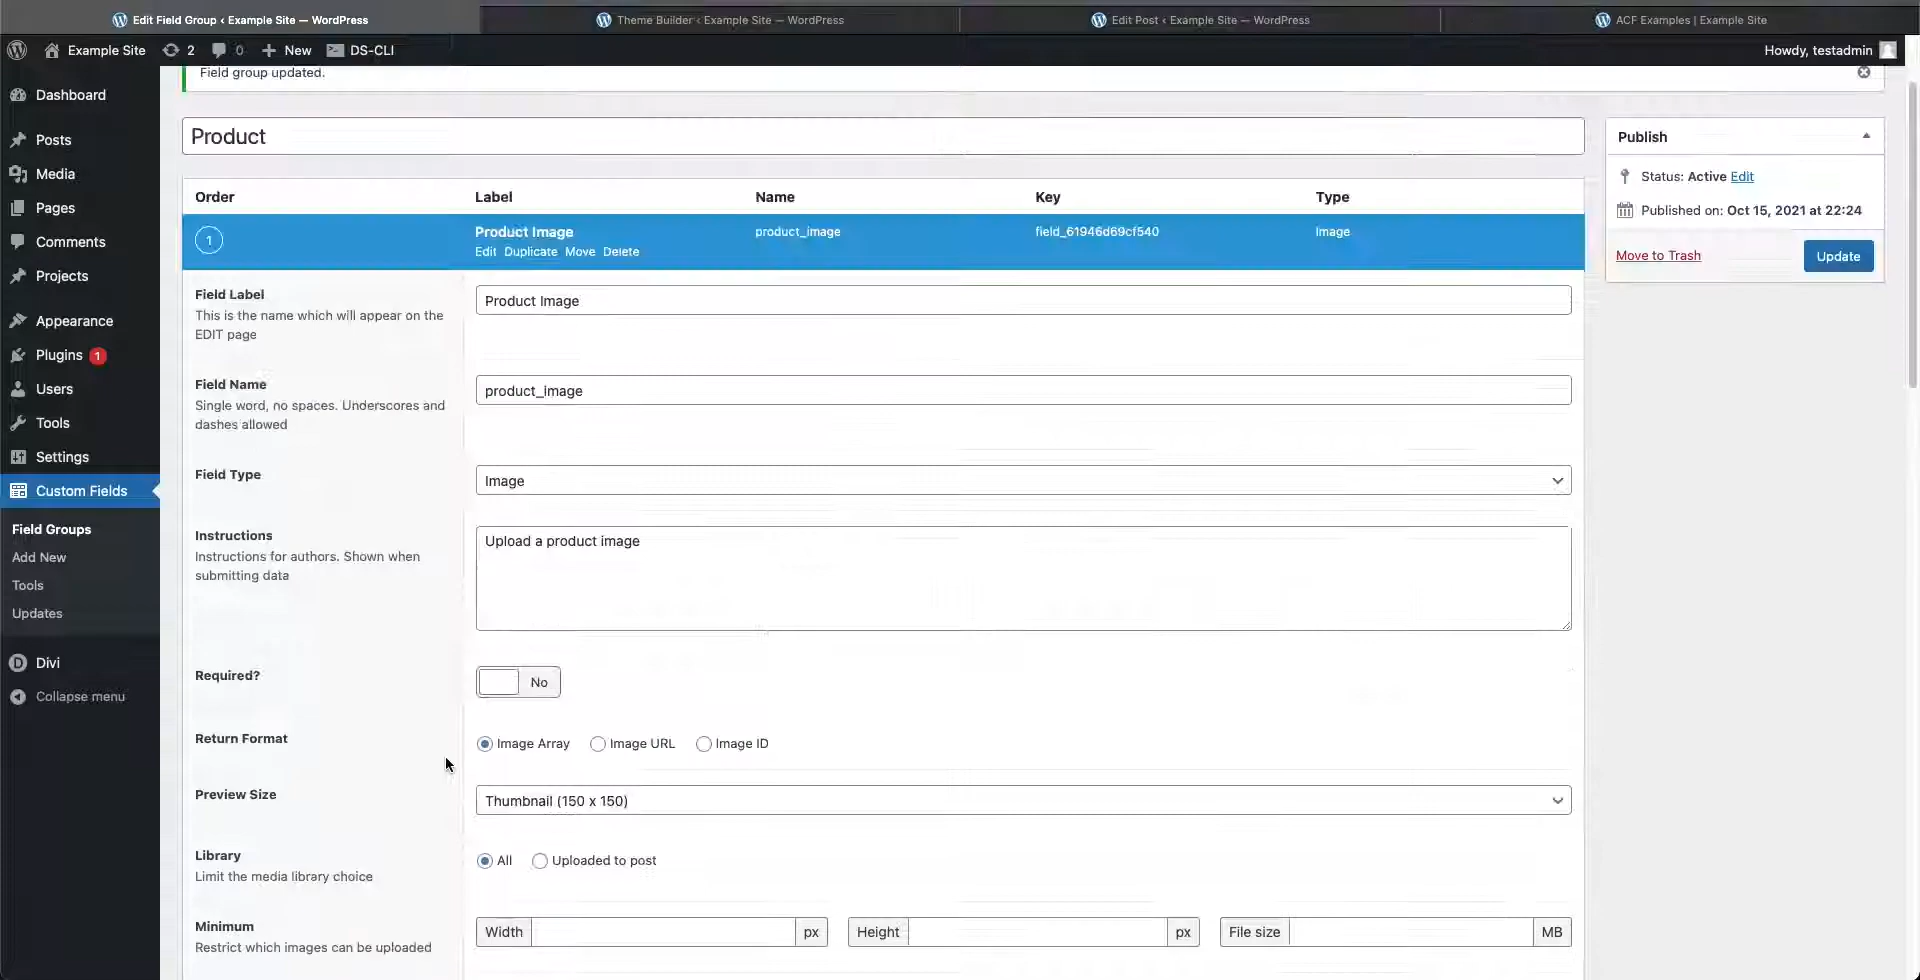 Edit Field Group ‹ Example Site — WordPress
Theme Builder ‹ Example Site — WordPress
Edit Post ‹ Example Site — WordPress
ACF Examples | Example Site
Example Site
2
0
New
DS-CLI
Howdy, testadmin
Dashboard
Posts
Media
Pages
Comments
Projects
Appearance
Plugins 1
Users
Tools
Settings
Custom Fields
Field Groups
Add New
Tools
Updates
Divi
Collapse menu
Field group updated.
Product
Order Label Name Key Type
1
Product Image product_image field_61946d69cf540 Image
Edit Duplicate Move Delete
Field Label
This is the name which will appear on the
EDIT page
Product Image
Field Name
Single word, no spaces. Underscores and
dashes allowed
product_image
Field Type
Image
Instructions
Instructions for authors. Shown when
submitting data
Upload a product image
Required?
No
Return Format
Image Array Image URL Image ID
Preview Size
Thumbnail (150 x 150)
Library
Limit the media library choice
All Uploaded to post
Minimum
Restrict which images can be uploaded
Width px Height px File size MB
Publish
Status: Active Edit
Published on: Oct 15, 2021 at 22:24
Move to Trash
Update